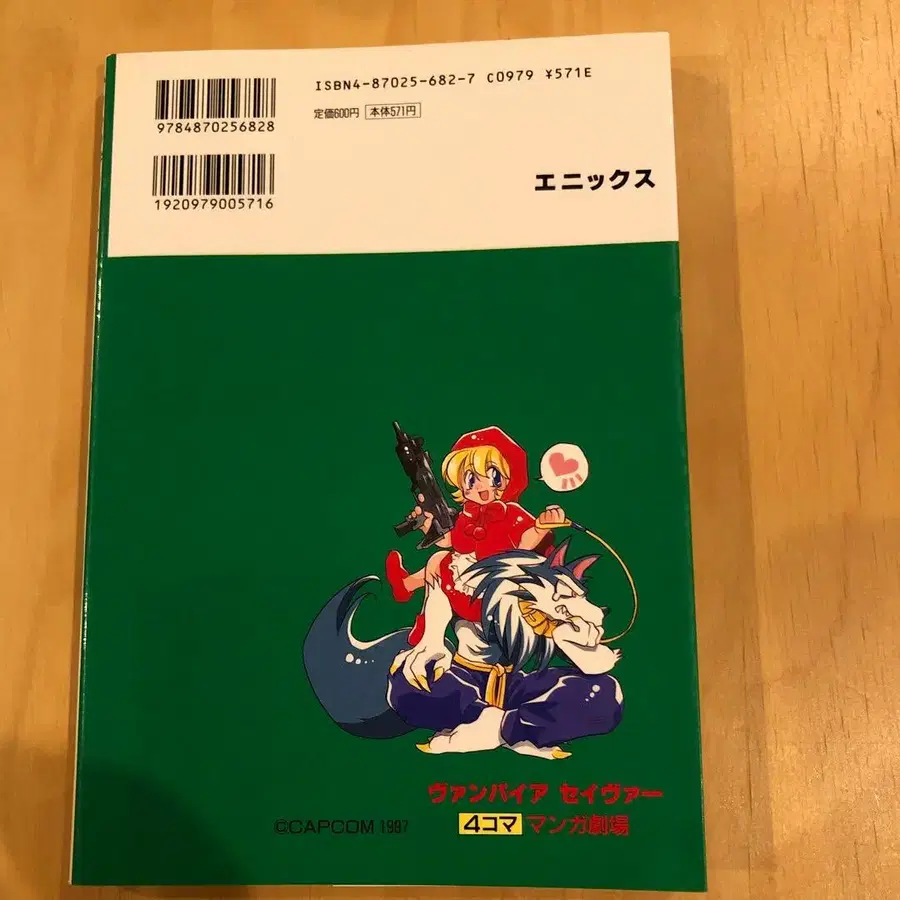 ISBN4-87025-682-7 C0979 ¥571E
定価600円 本体571円
9784870256828
1920979005716
エニックス
ヴァンパイア セイヴァー
4コママンガ劇場
©CAPCOM 1997